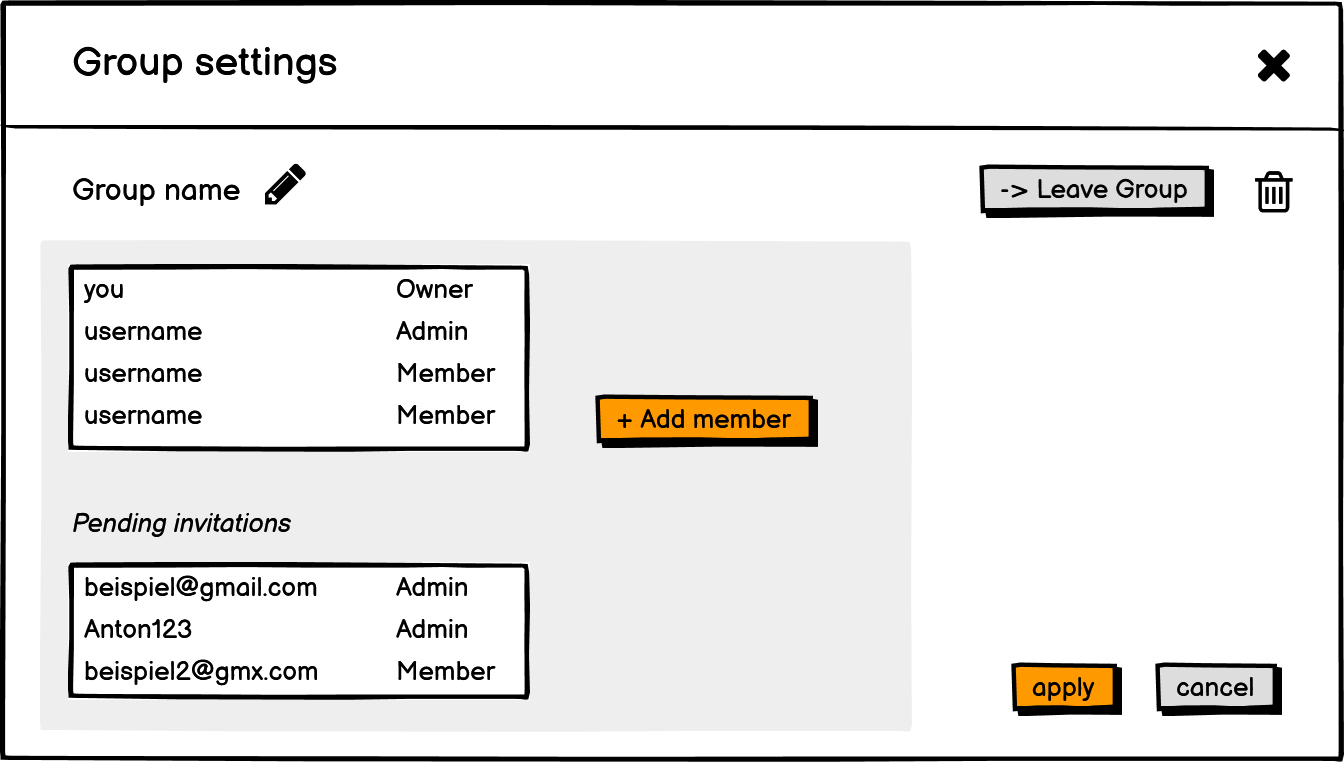 Group settings
Group name
-> Leave Group
you Owner
username Admin
username Member
username Member
+ Add member
Pending invitations
beispiel@gmail.com Admin
Anton123 Admin
beispiel2@gmx.com Member
apply
cancel